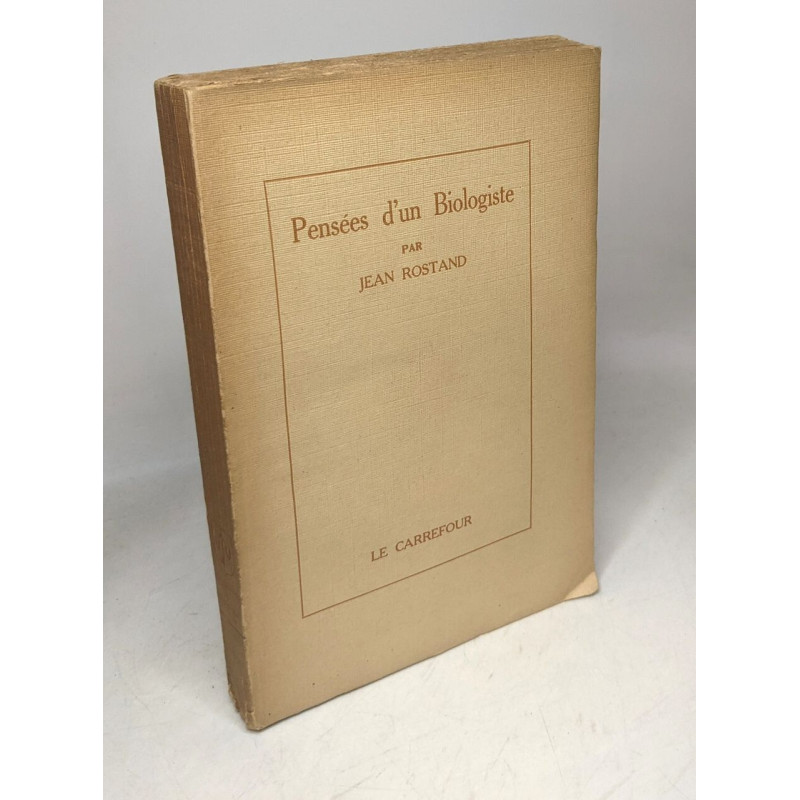 Pensées d'un Biologiste
PAR
JEAN ROSTAND
LE CARREFOUR